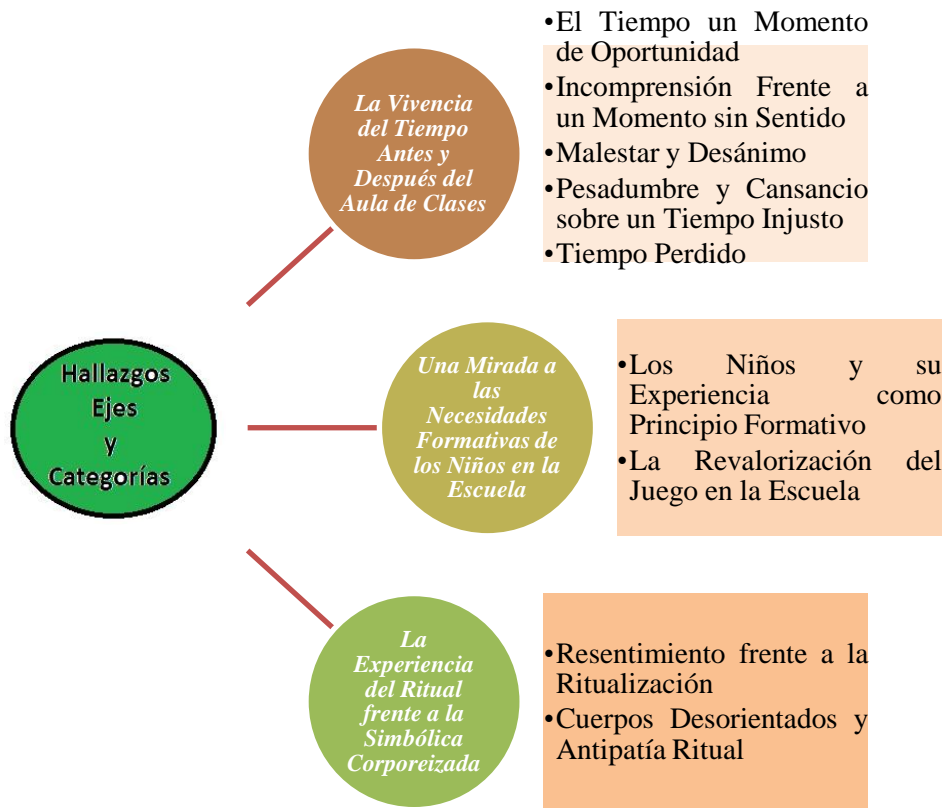 Hallazgos
Ejes
y
Categorías
La Vivencia
del Tiempo
Antes y
Después del
Aula de Clases
•El Tiempo un Momento
de Oportunidad
•Incomprensión Frente a
un Momento sin Sentido
•Malestar y Desánimo
•Pesadumbre y Cansancio
sobre un Tiempo Injusto
•Tiempo Perdido
Una Mirada a
las
Necesidades
Formativas de
los Niños en la
Escuela
•Los Niños y su
Experiencia como
Principio Formativo
•La Revalorización del
Juego en la Escuela
La
Experiencia
del Ritual
frente a la
Simbólica
Corporeizada
•Resentimiento frente a la
Ritualización
•Cuerpos Desorientados y
Antipatía Ritual